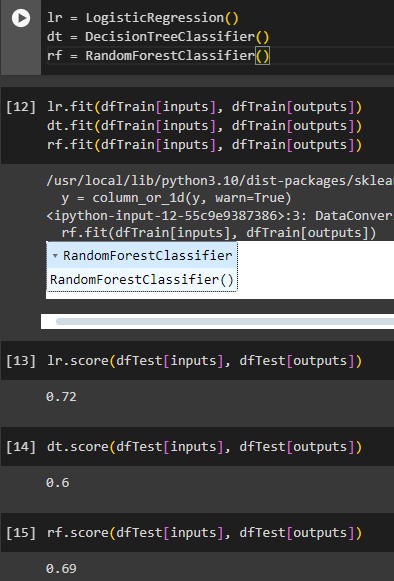 lr = LogisticRegression()
dt = DecisionTreeClassifier()
rf = RandomForestClassifier()
[12] lr.fit(dfTrain[inputs], dfTrain[outputs])
dt.fit(dfTrain[inputs], dfTrain[outputs])
rf.fit(dfTrain[inputs], dfTrain[outputs])
/usr/local/lib/python3.10/dist-packages/sklear
y = column_or_1d(y, warn=True)
<ipython-input-12-55c9e9387386>:3: DataConver
rf.fit(dfTrain[inputs], dfTrain[outputs])
RandomForestClassifier
RandomForestClassifier()
[13] lr.score(dfTest[inputs], dfTest[outputs])
0.72
[14] dt.score(dfTest[inputs], dfTest[outputs])
0.6
[15] rf.score(dfTest[inputs], dfTest[outputs])
0.69